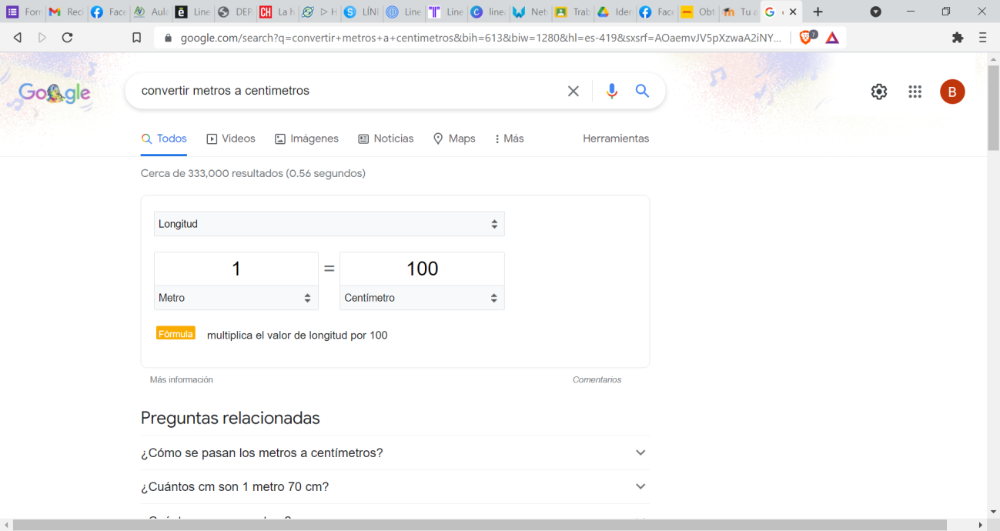 Forr
Reci
Face
Aula
ē
Line
DEP
CH
La h
▷ H
S
LÍNE
Line
T
Line
C
linea
Net
Trab
Iden
Face
Obt
Tu a
G
google.com/search?q=convertir+metros+a+centimetros&bih=613&biw=1280&hl=es-419&sxsrf=AOaemvJV5pXzwaA2iNY...
7
Google
convertir metros a centimetros
B
Todos
Videos
Imágenes
Noticias
Maps
Más
Herramientas
Cerca de 333,000 resultados (0.56 segundos)
Longitud
1 = 100
Metro
Centímetro
Fórmula multiplica el valor de longitud por 100
Más información
Comentarios
Preguntas relacionadas
¿Cómo se pasan los metros a centímetros?
¿Cuántos cm son 1 metro 70 cm?